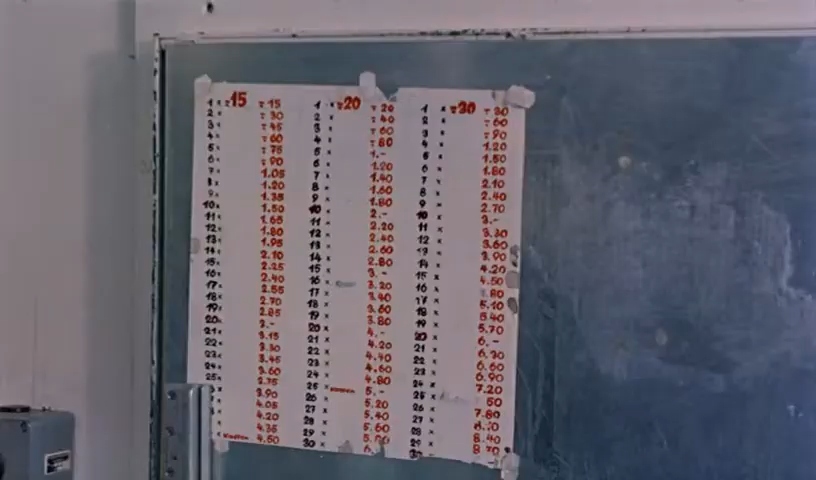 1 × -.15 -.15 1 × -.20 -.20 1 × -.30 -.30
2 × -.30 2 × -.40 2 × -.60
3 × -.45 3 × -.60 3 × -.90
4 × -.60 4 × -.80 4 × 1.20
5 × -.75 5 × 1.- 5 × 1.50
6 × -.90 6 × 1.20 6 × 1.80
7 × 1.05 7 × 1.40 7 × 2.10
8 × 1.20 8 × 1.60 8 × 2.40
9 × 1.35 9 × 1.80 9 × 2.70
10 × 1.50 10 × 2.- 10 × 3.-
11 × 1.65 11 × 2.20 11 × 3.30
12 × 1.80 12 × 2.40 12 × 3.60
13 × 1.95 13 × 2.60 13 × 3.90
14 × 2.10 14 × 2.80 14 × 4.20
15 × 2.25 15 × 3.- 15 × 4.50
16 × 2.40 16 × 3.20 16 × .80
17 × 2.55 17 × 3.40 17 × 5.10
18 × 2.70 18 × 3.60 18 × 5.40
19 × 2.85 19 × 3.80 19 × 5.70
20 × 3.- 20 × 4.- 20 × 6.-
21 × 3.15 21 × 4.20 21 × 6.30
22 × 3.30 22 × 4.40 22 × 6.60
23 × 3.45 23 × 4.60 23 × 6.90
24 × 3.60 24 × 4.80 24 × 7.20
25 × 3.75 25 × 5.- 25 × 50
× 3.90 26 × 5.20 26 × 7.80
× 4.05 27 × 5.40 27 × 8.10
× 4.20 28 × 5.60 28 × 8.40
× 4.35 29 × 5.80 29 × 8.70
× 4.50 30 × 6. 30 ×